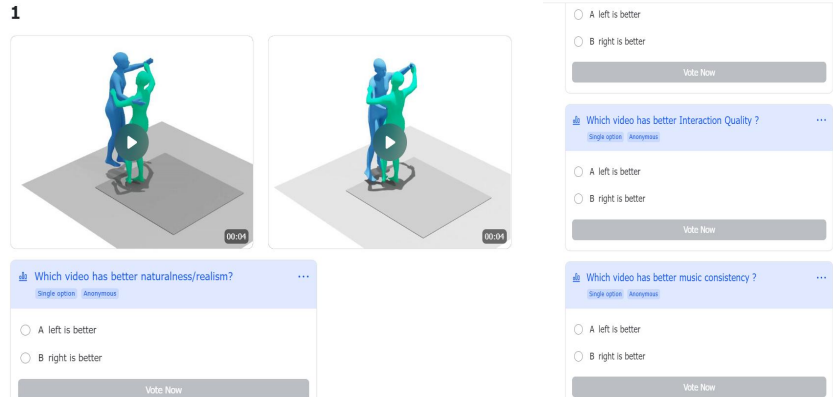 1
00:04
00:04
Which video has better naturalness/realism?
Single option Anonymous
A left is better
B right is better
Vote Now
A left is better
B right is better
Vote Now
Which video has better Interaction Quality ?
Single option Anonymous
A left is better
B right is better
Vote Now
Which video has better music consistency ?
Single option Anonymous
A left is better
B right is better
Vote Now